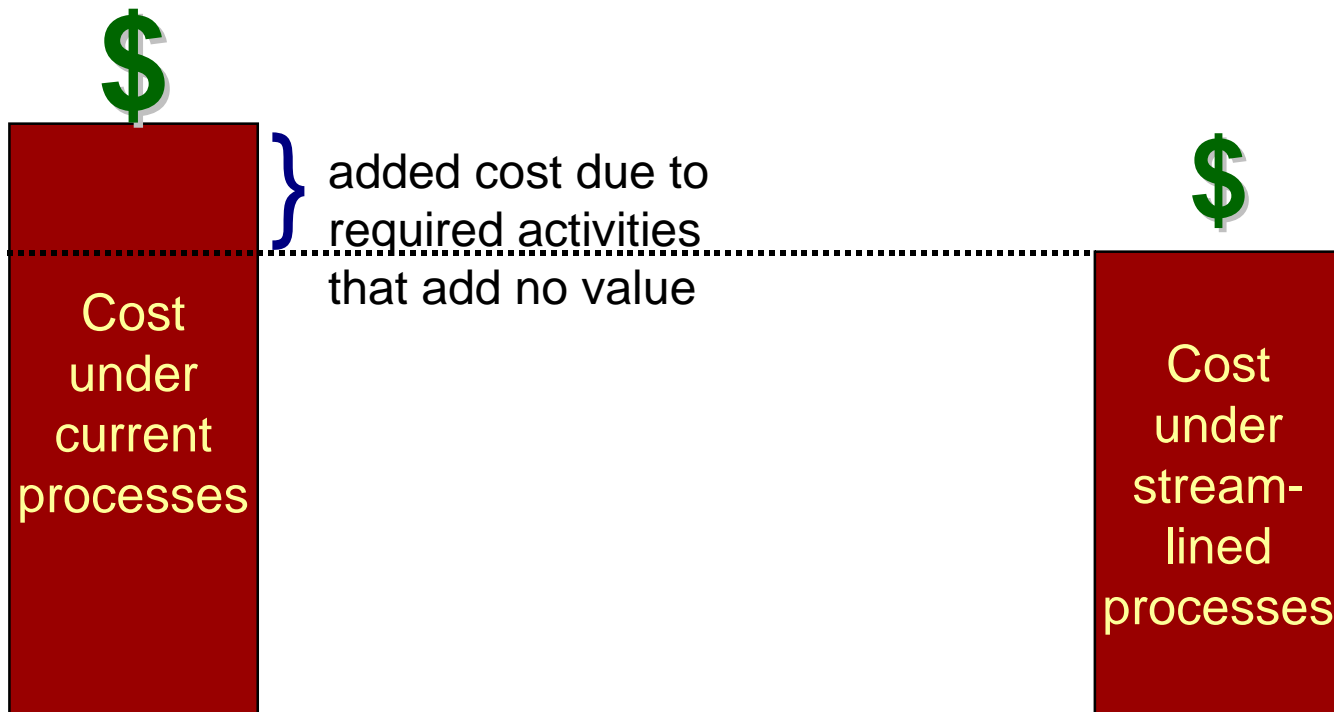 $
}
added cost due to
required activities
that add no value
$
Cost
under
current
processes
Cost
under
stream-
lined
processes